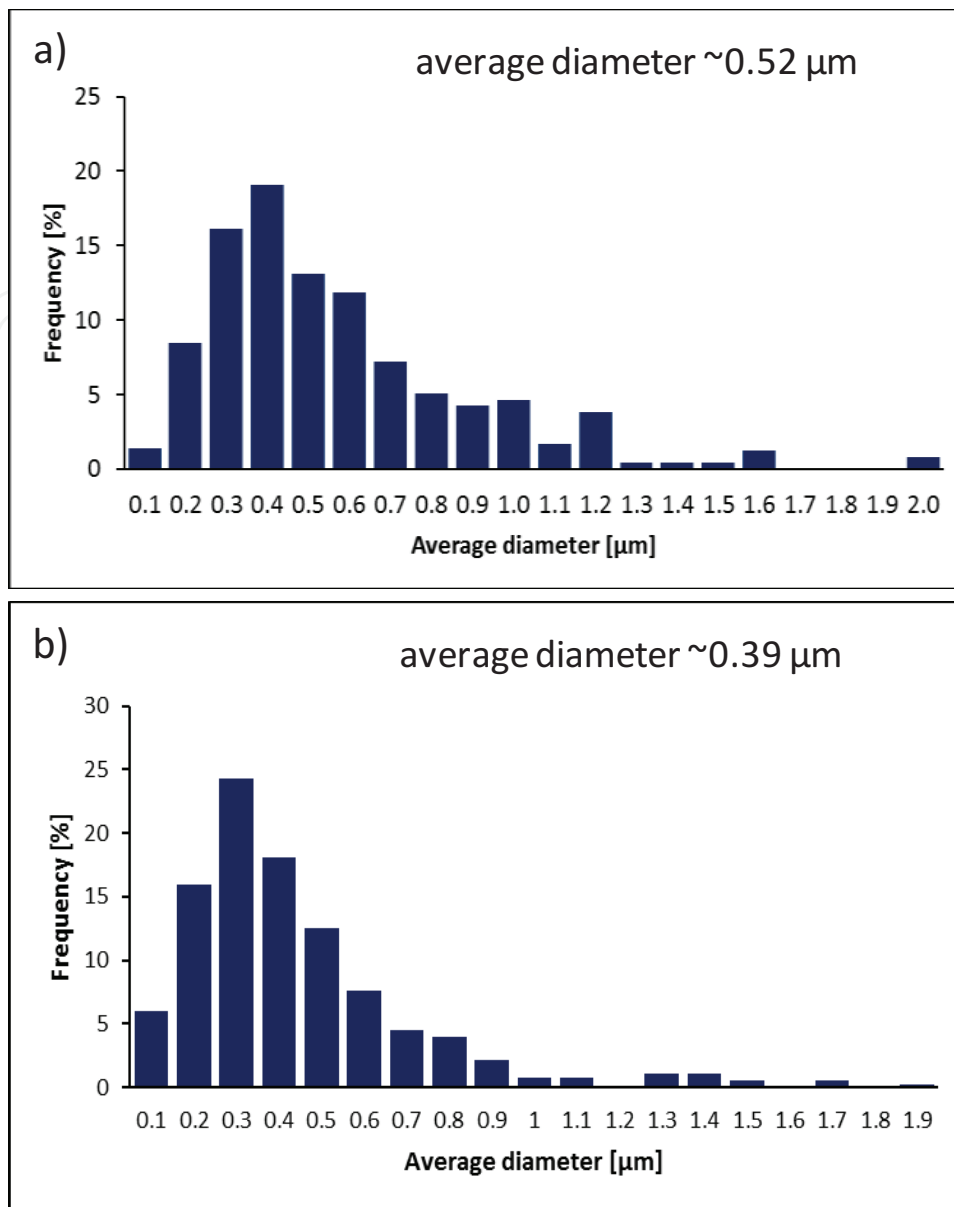 a)
average diameter ~0.52 µm
25
20
15
10
5
0
Frequency [%]
0.1 0.2 0.3 0.4 0.5 0.6 0.7 0.8 0.9 1.0 1.1 1.2 1.3 1.4 1.5 1.6 1.7 1.8 1.9 2.0
Average diameter [µm]
b)
average diameter ~0.39 µm
30
25
20
15
10
5
0
Frequency [%]
0.1 0.2 0.3 0.4 0.5 0.6 0.7 0.8 0.9 1 1.1 1.2 1.3 1.4 1.5 1.6 1.7 1.8 1.9
Average diameter [µm]